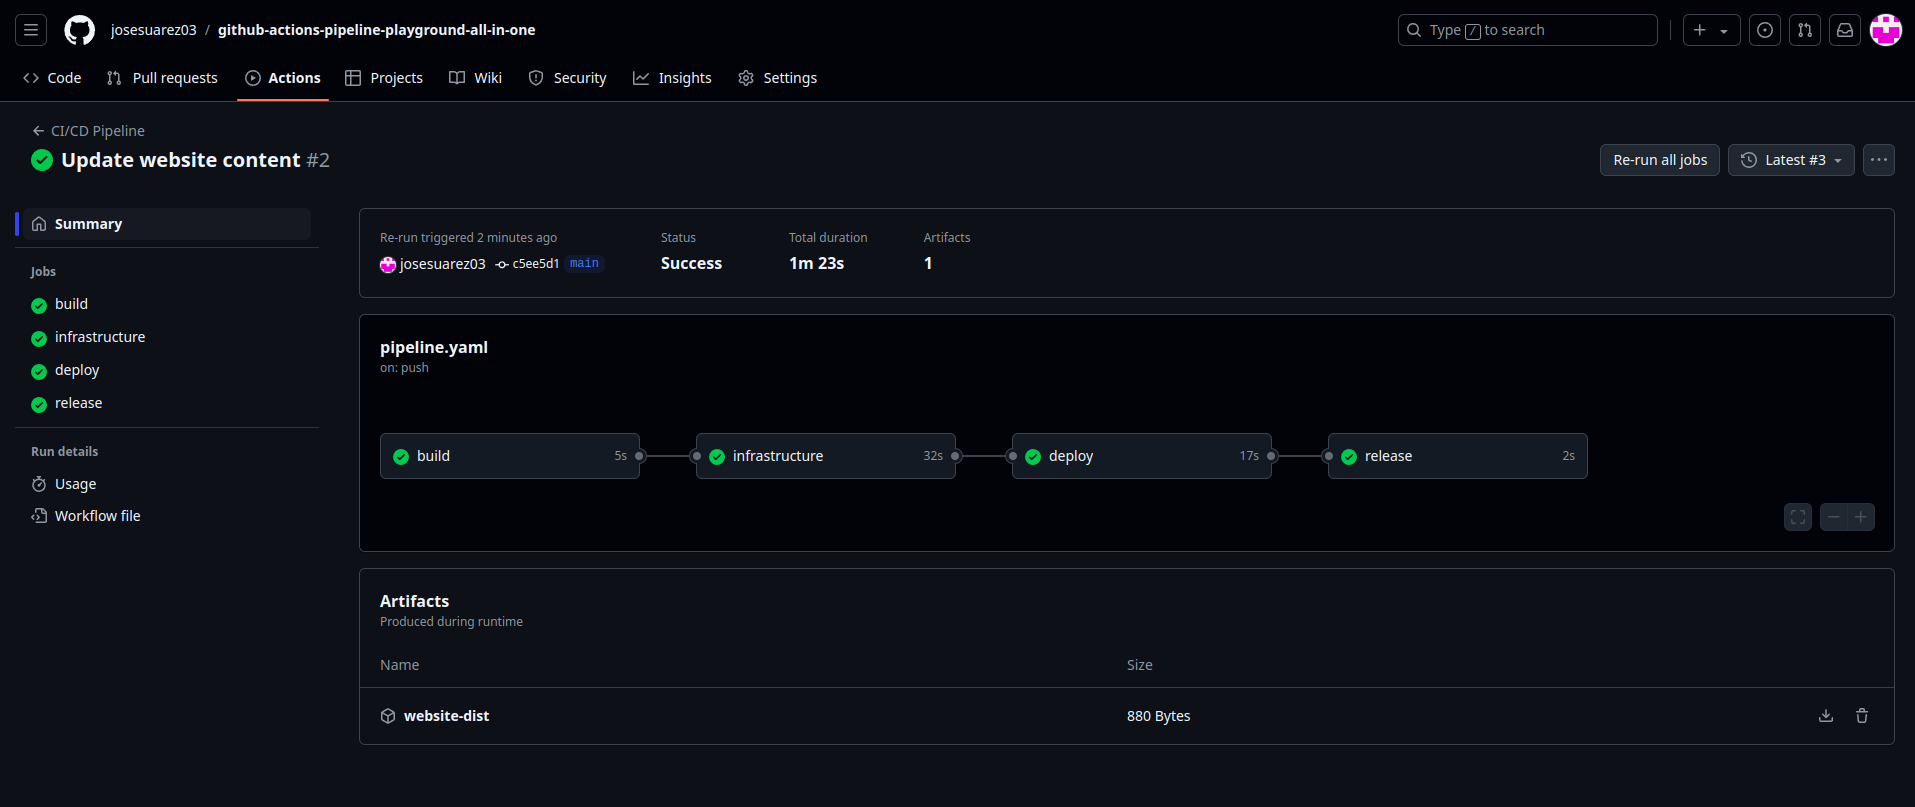 josesuarez03 / github-actions-pipeline-playground-all-in-one
Type / to search
Code Pull requests Actions Projects Wiki Security Insights Settings
CI/CD Pipeline
Update website content #2
Re-run all jobs Latest #3
Summary
Jobs
build
infrastructure
deploy
release
Run details
Usage
Workflow file
Re-run triggered 2 minutes ago Status Total duration Artifacts
josesuarez03 c5ee5d1 main Success 1m 23s 1
pipeline.yaml
on: push
build 5s infrastructure 32s deploy 17s release 2s
Artifacts
Produced during runtime
Name Size
website-dist 880 Bytes